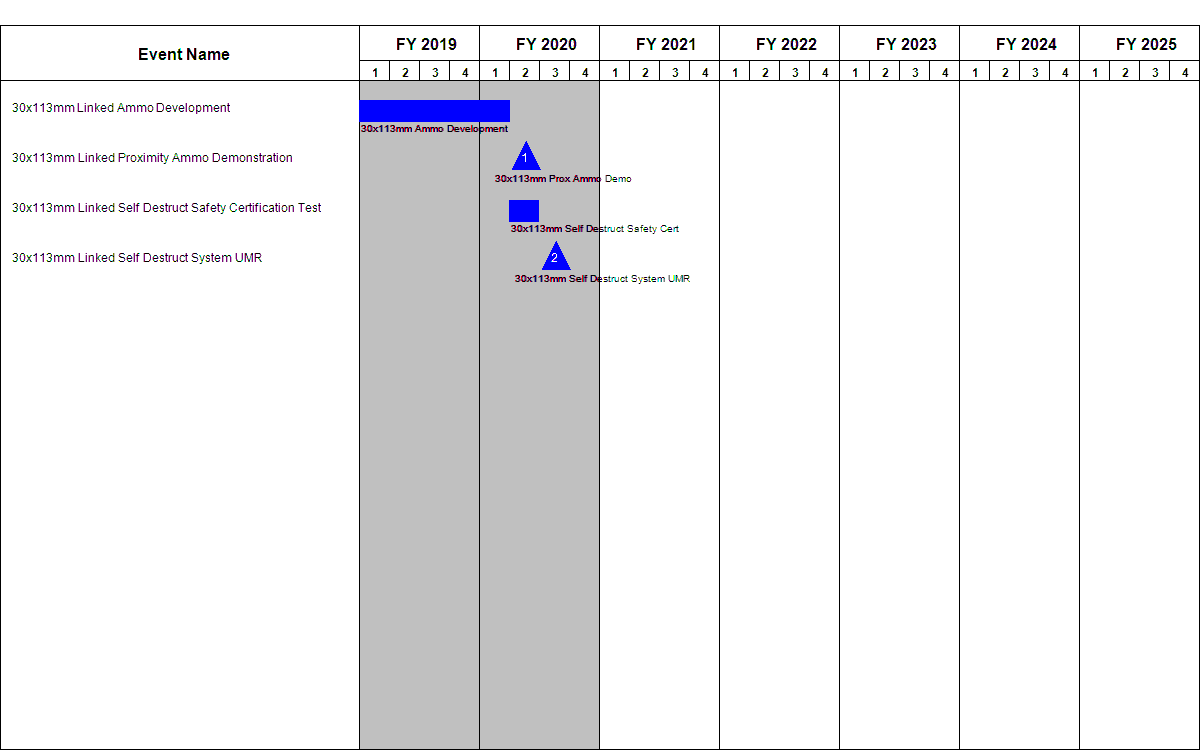 Event Name
FY 2019 FY 2020 FY 2021 FY 2022 FY 2023 FY 2024 FY 2025
1 2 3 4 1 2 3 4 1 2 3 4 1 2 3 4 1 2 3 4 1 2 3 4 1 2 3 4
30x113mm Linked Ammo Development
30x113mm Ammo Development
30x113mm Linked Proximity Ammo Demonstration
1
30x113mm Prox Ammo Demo
30x113mm Linked Self Destruct Safety Certification Test
30x113mm Self Destruct Safety Cert
30x113mm Linked Self Destruct System UMR
2
30x113mm Self Destruct System UMR